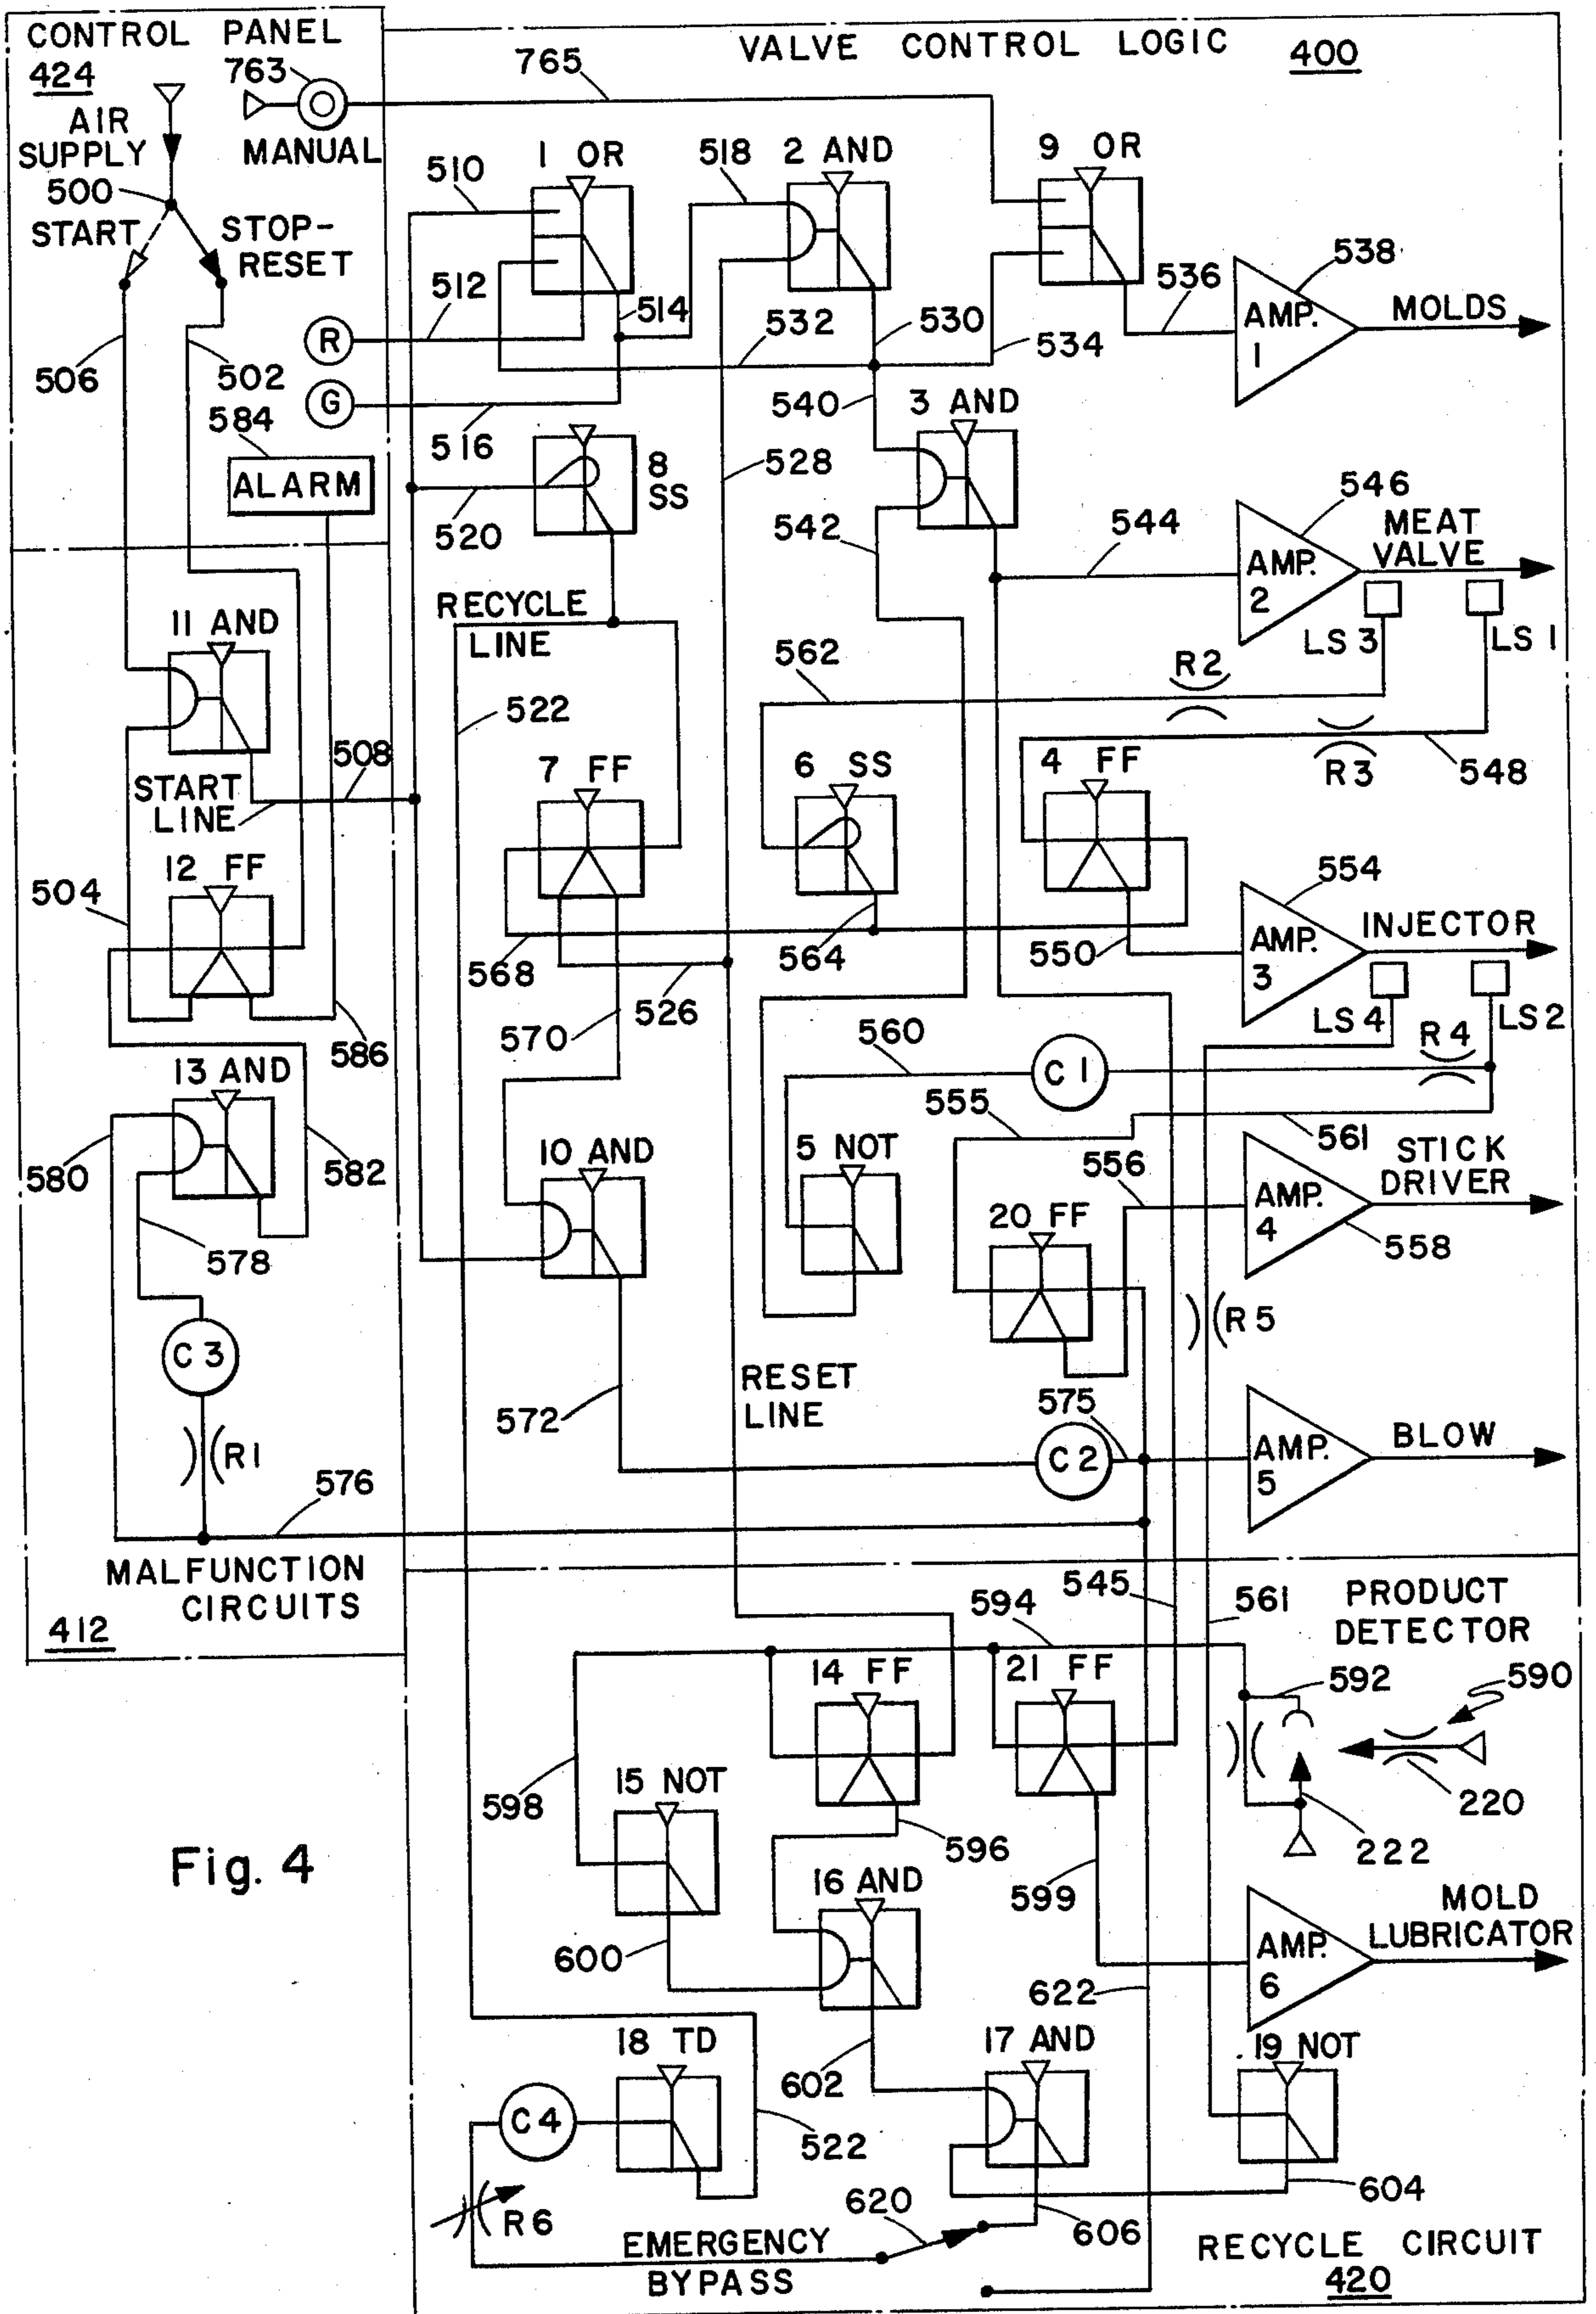 CONTROL PANEL
424
763
AIR
SUPPLY
MANUAL
500
START
STOP-
RESET
506
502
584
ALARM
VALVE CONTROL LOGIC
400
765
1 OR
518
2 AND
9 OR
510
512
R
514
532
530
534
536
538
AMP.
1
MOLDS
G
516
540
3 AND
8
SS
520
528
542
544
546
AMP.
2
MEAT
VALVE
LS 3
LS 1
RECYCLE
LINE
11 AND
562
R2
522
508
START
LINE
7 FF
6 SS
4 FF
R3
548
12 FF
504
568
526
564
550
554
AMP.
3
INJECTOR
LS 4
LS 2
586
570
560
C 1
R 4
13 AND
555
561
580
582
10 AND
5 NOT
556
STICK
DRIVER
AMP.
4
558
578
20 FF
R 5
C 3
RESET
LINE
575
R1
572
C 2
AMP.
5
BLOW
576
MALFUNCTION
CIRCUITS
412
545
594
561
PRODUCT
DETECTOR
14 FF
21 FF
592
590
598
15 NOT
220
222
596
599
16 AND
Fig. 4
600
622
AMP.
6
MOLD
LUBRICATOR
18 TD
17 AND
19 NOT
602
C 4
522
604
R 6
620
606
EMERGENCY
BYPASS
RECYCLE CIRCUIT
420